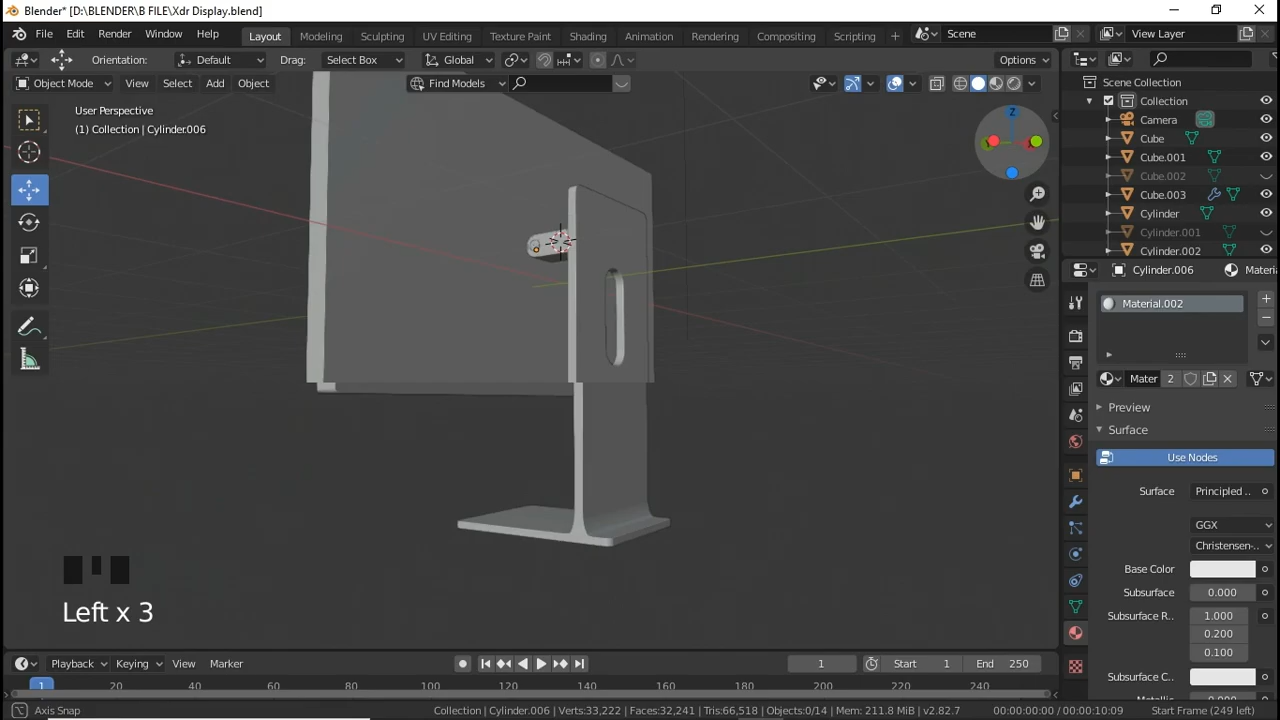 Blender* [D:\BLENDER\B FILE\Xdr Display.blend]
File Edit Render Window Help Layout Modeling Sculpting UV Editing Texture Paint Shading Animation Rendering Compositing Scripting + Scene View Layer
Orientation: Default Drag: Select Box Global Options
Object Mode View Select Add Object Find Models
User Perspective
(1) Collection | Cylinder.006
Z
Scene Collection
Collection
Camera
Cube
Cube.001
Cube.002
Cube.003
Cylinder
Cylinder.001
Cylinder.002
Cylinder.006 Materi
Material.002
Mater 2
Preview
Surface
Use Nodes
Surface Principled ..
GGX
Christensen-..
Base Color
Subsurface 0.000
Subsurface R.. 1.000
0.200
0.100
Subsurface C..
Left x 3
Playback Keying View Marker 1 Start 1 End 250
1 20 40 60 80 100 120 140 160 180 200 220 240
Axis Snap Collection | Cylinder.006 | Verts:33,222 | Faces:32,241 | Tris:66,518 | Objects:0/14 | Mem: 211.8 MiB | v2.82.7 00:00:00:00 / 00:00:10:09 Start Frame (249 left)